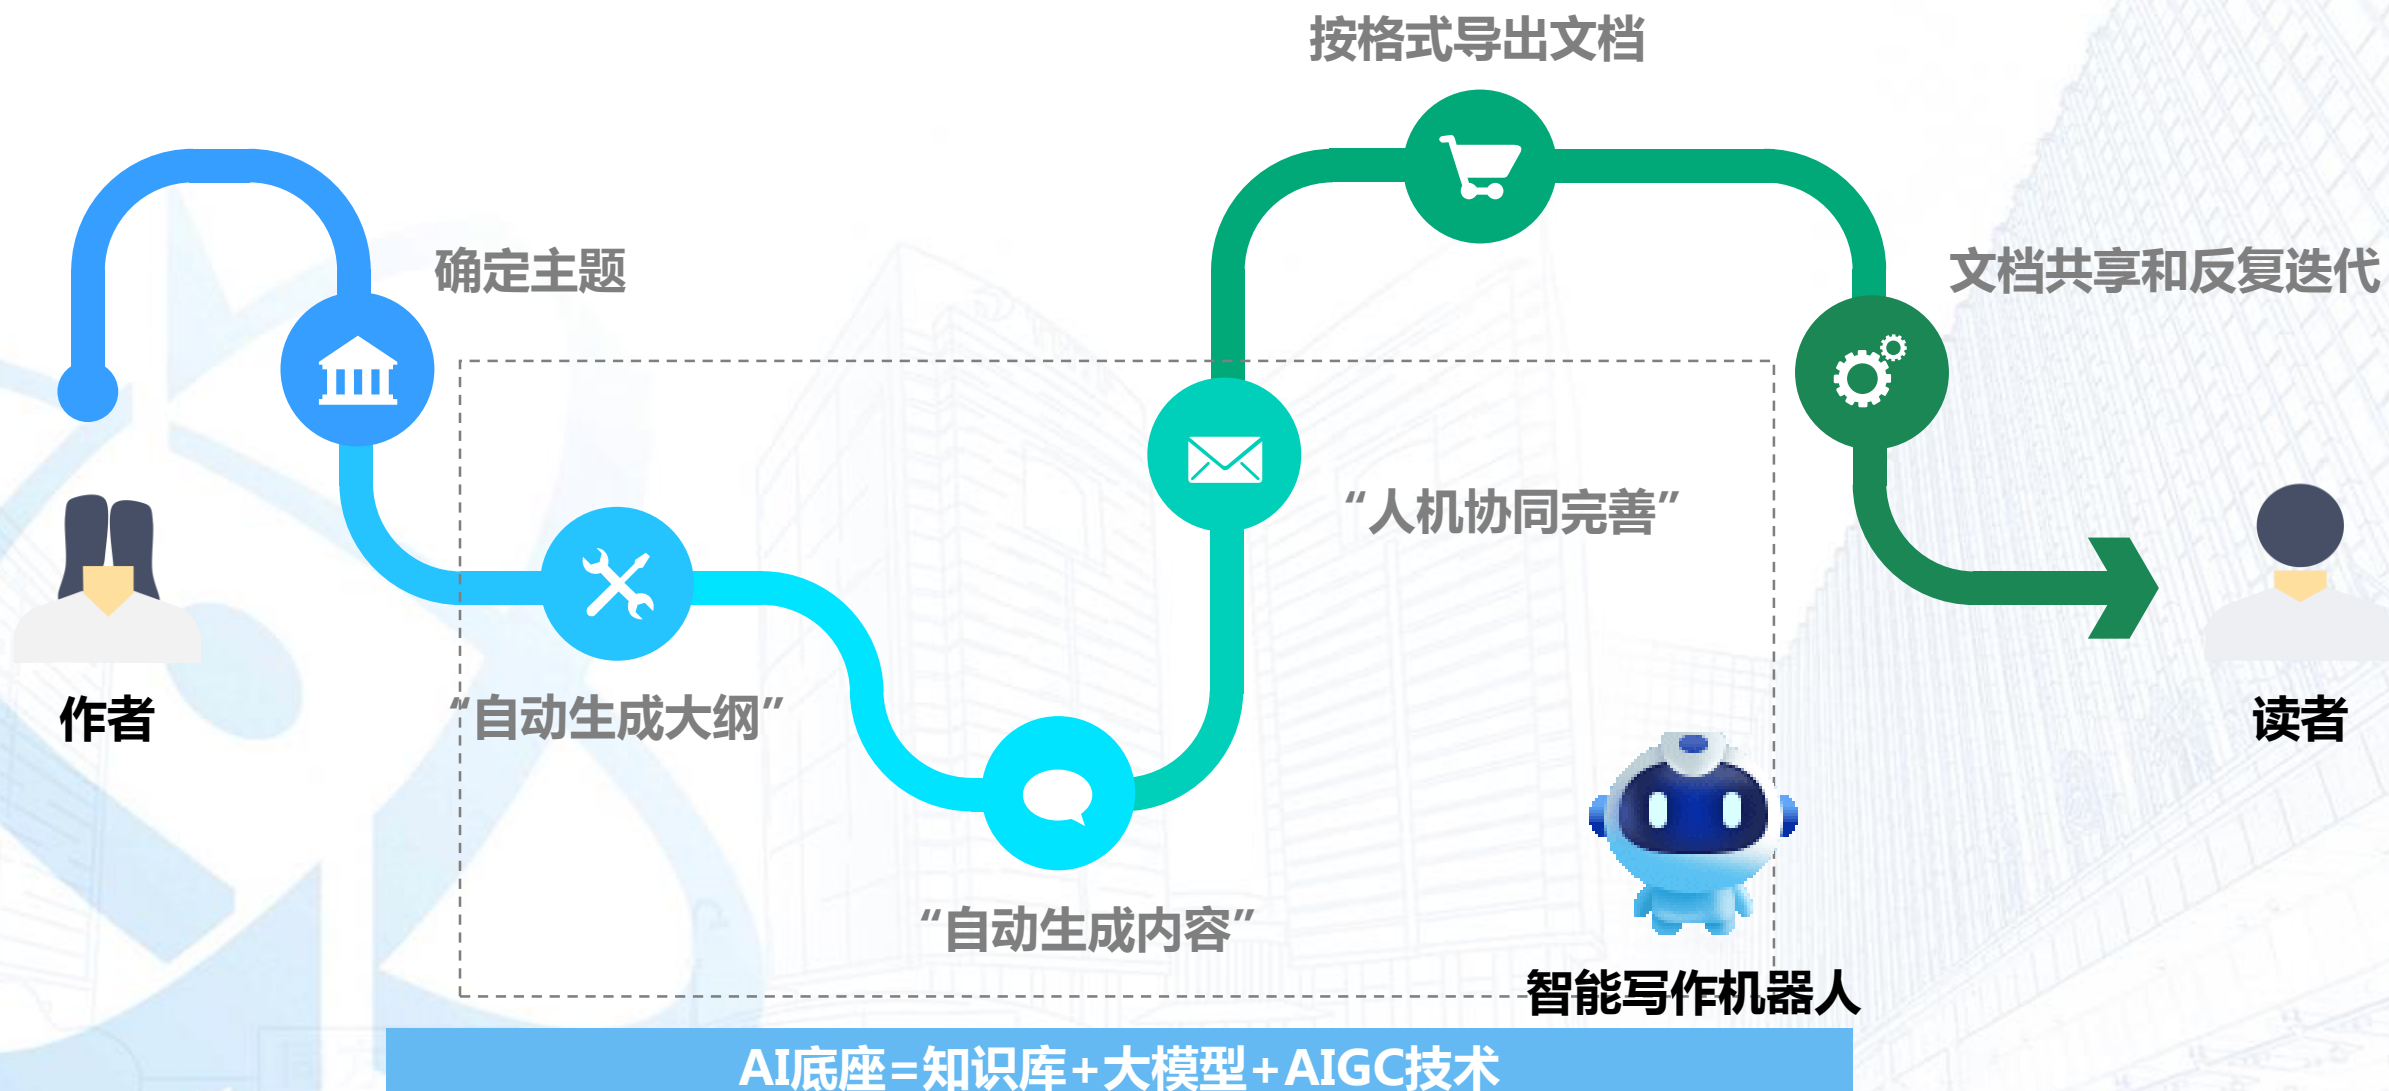 按格式导出文档
确定主题
文档共享和反复迭代
“人机协同完善”
作者
“自动生成大纲”
读者
“自动生成内容”
智能写作机器人
AI底座=知识库+大模型+AIGC技术